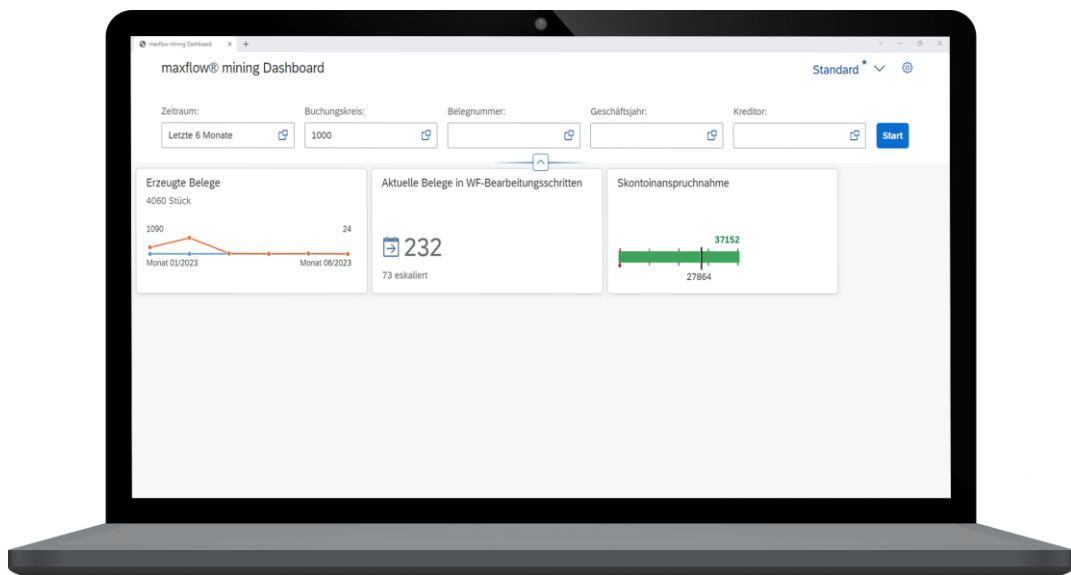 maxflow mining Dashboard
maxflow® mining Dashboard
Standard *
Zeitraum:
Buchungskreis:
Belegnummer:
Geschäftsjahr:
Kreditor:
Letzte 6 Monate
1000
Start
Erzeugte Belege
4060 Stück
1090
24
Monat 01/2023
Monat 06/2023
Aktuelle Belege in WF-Bearbeitungsschritten
232
73 eskaliert
Skontoinanspruchnahme
37152
27864